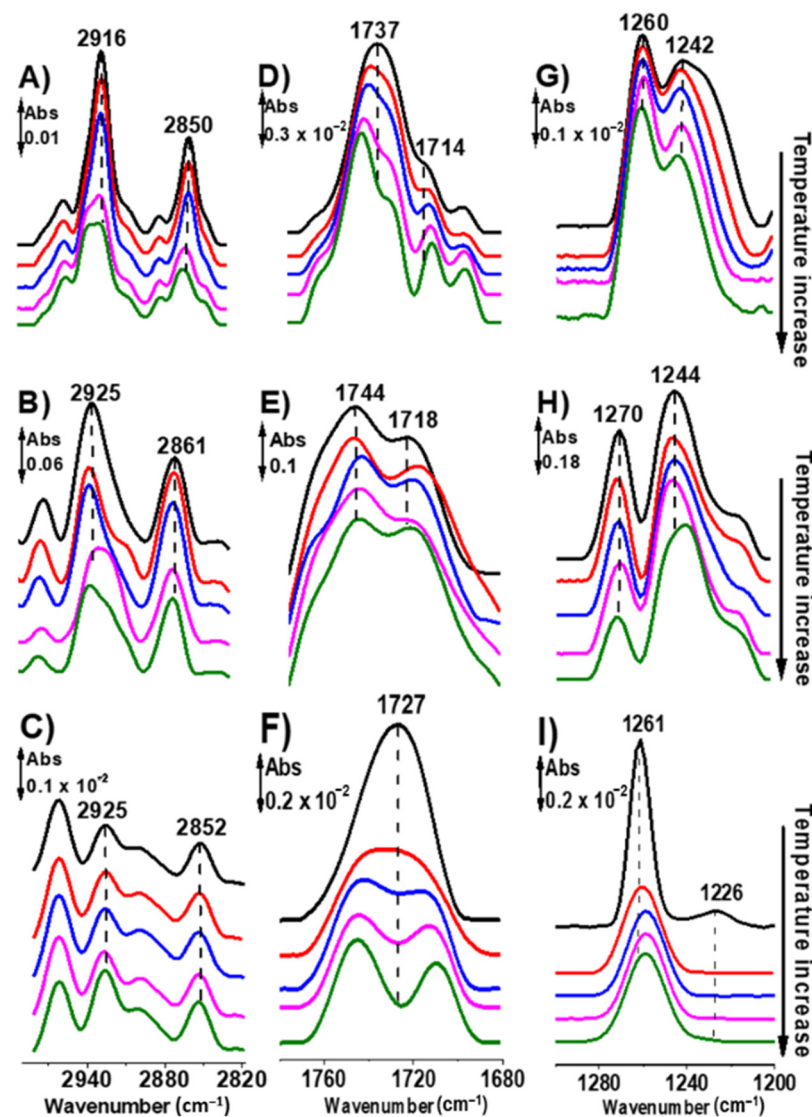 A)
2916
2850
Abs
0.01
D)
1737
1714
Abs
0.3 x 10⁻²
G)
1260
1242
Abs
0.1 x 10⁻²
Temperature increase
B)
2925
2861
Abs
0.06
E)
1744
1718
Abs
0.1
H)
1270
1244
Abs
0.18
Temperature increase
C)
Abs
0.1 x 10⁻²
2925
2852
F)
1727
Abs
0.2 x 10⁻²
I)
1261
1226
Abs
0.2 x 10⁻²
Temperature increase
2940 2880 2820
1760 1720 1680
1280 1240 1200
Wavenumber (cm⁻¹)
Wavenumber (cm⁻¹)
Wavenumber (cm⁻¹)